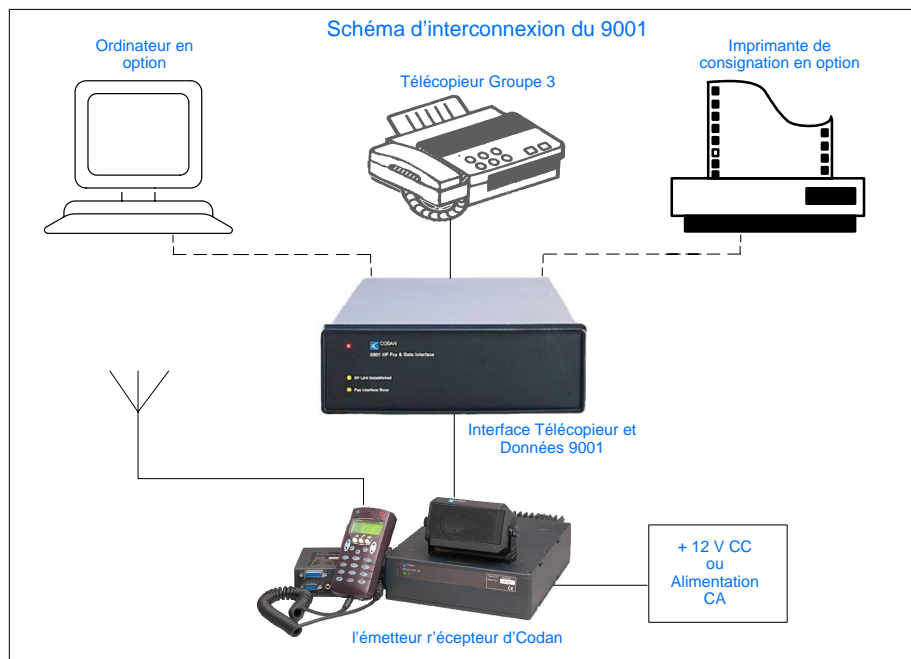 Schéma d'interconnexion du 9001
Ordinateur en
option
Télécopieur Groupe 3
Imprimante de
consignation en option
CODAN
9001 HF Fax & Data Interface
HF Link Established
Fax Interface Busy
Interface Télécopieur et
Données 9001
+ 12 V CC
ou
Alimentation
CA
l'émetteur r'écepteur d'Codan